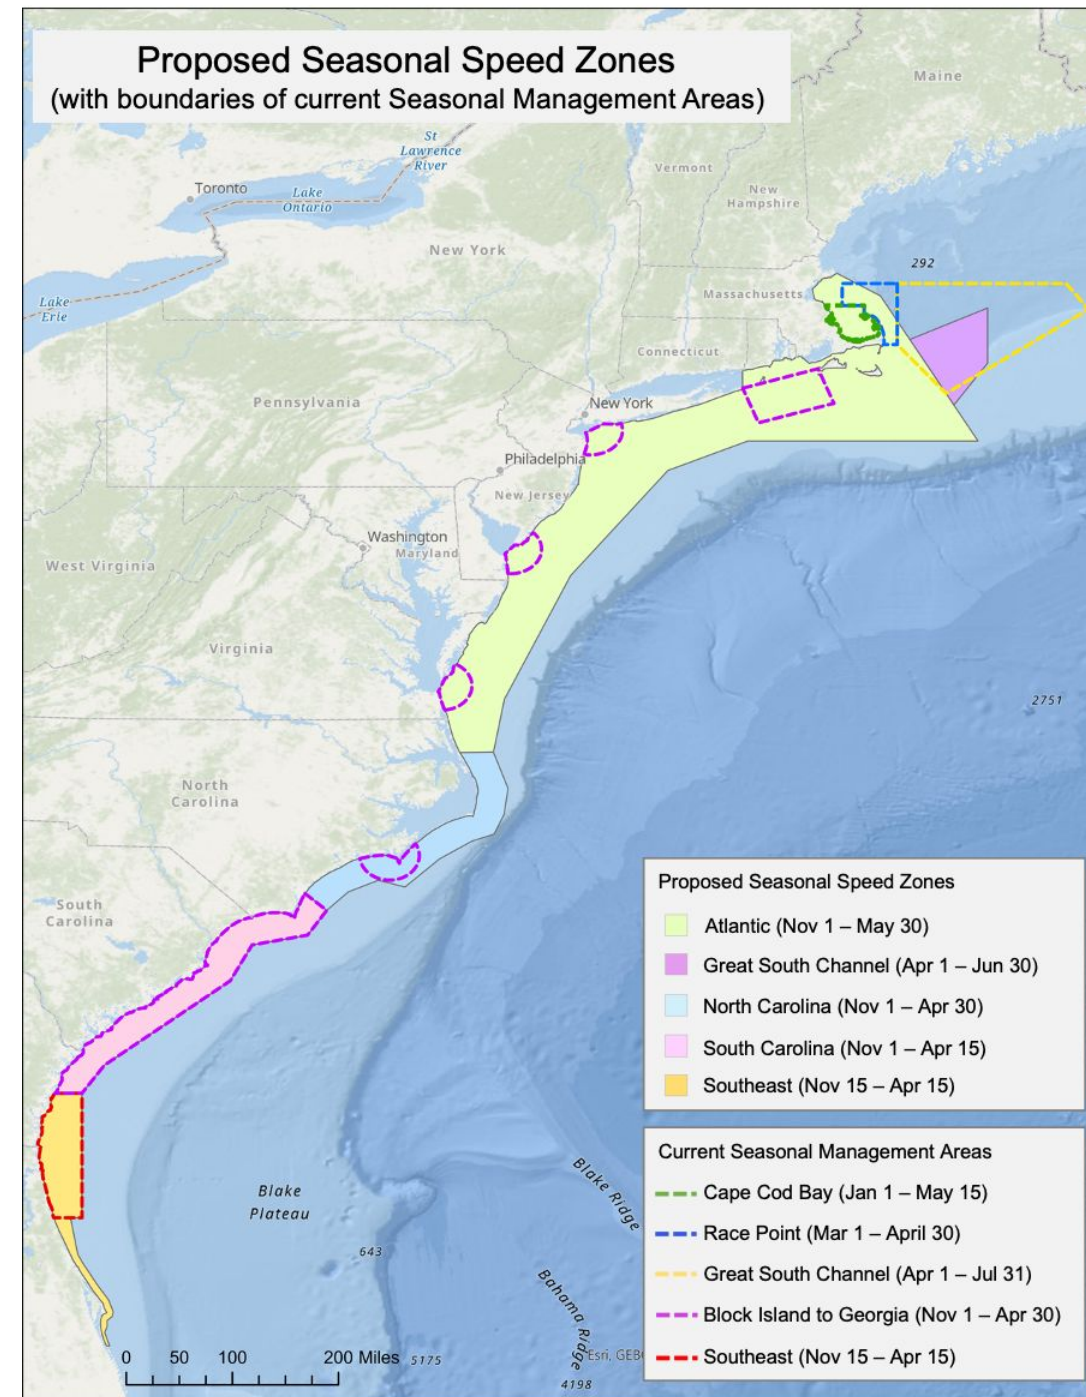 Proposed Seasonal Speed Zones
(with boundaries of current Seasonal Management Areas)
Maine
St
Lawrence
River
Vermont
Toronto
Lake
Ontario
New
Hampshire
New York
292
Lake
Erie
Massachusetts
Connecticut
Pennsylvania
New York
Philadelphia
New Jersey
Washington
Maryland
West Virginia
Virginia
2751
North
Carolina
South
Carolina
Proposed Seasonal Speed Zones
Atlantic (Nov 1 – May 30)
Great South Channel (Apr 1 – Jun 30)
North Carolina (Nov 1 – Apr 30)
South Carolina (Nov 1 – Apr 15)
Southeast (Nov 15 – Apr 15)
Current Seasonal Management Areas
Cape Cod Bay (Jan 1 – May 15)
Race Point (Mar 1 – April 30)
Great South Channel (Apr 1 – Jul 31)
Block Island to Georgia (Nov 1 – Apr 30)
Southeast (Nov 15 – Apr 15)
Blake Ridge
Blake
Plateau
643
Bahama Ridge
0 50 100 200 Miles
5175
Esri, GEB
4198